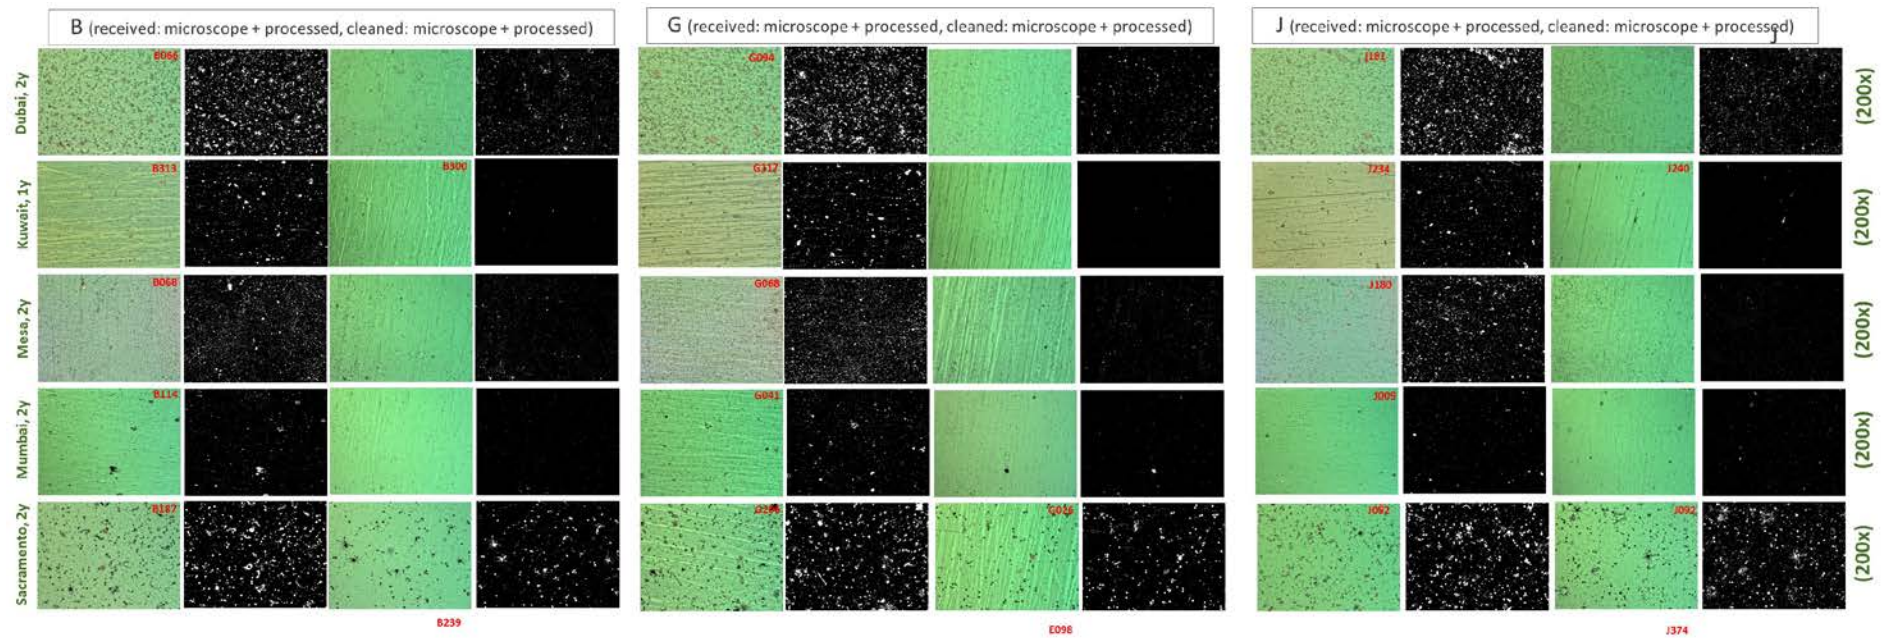 B (received: microscope + processed, cleaned: microscope + processed)
G (received: microscope + processed, cleaned: microscope + processed)
J (received: microscope + processed, cleaned: microscope + processed)
J
Dubai, 2y
B066
G094
J181
(200x)
Kuwait, 1y
B313
B300
G317
J234
J240
(200x)
Mesa, 2y
B068
G068
J180
(200x)
Mumbai, 2y
B114
G041
J009
(200x)
Sacramento, 2y
B187
G026
J092
J092
(200x)
B239
E098
J374